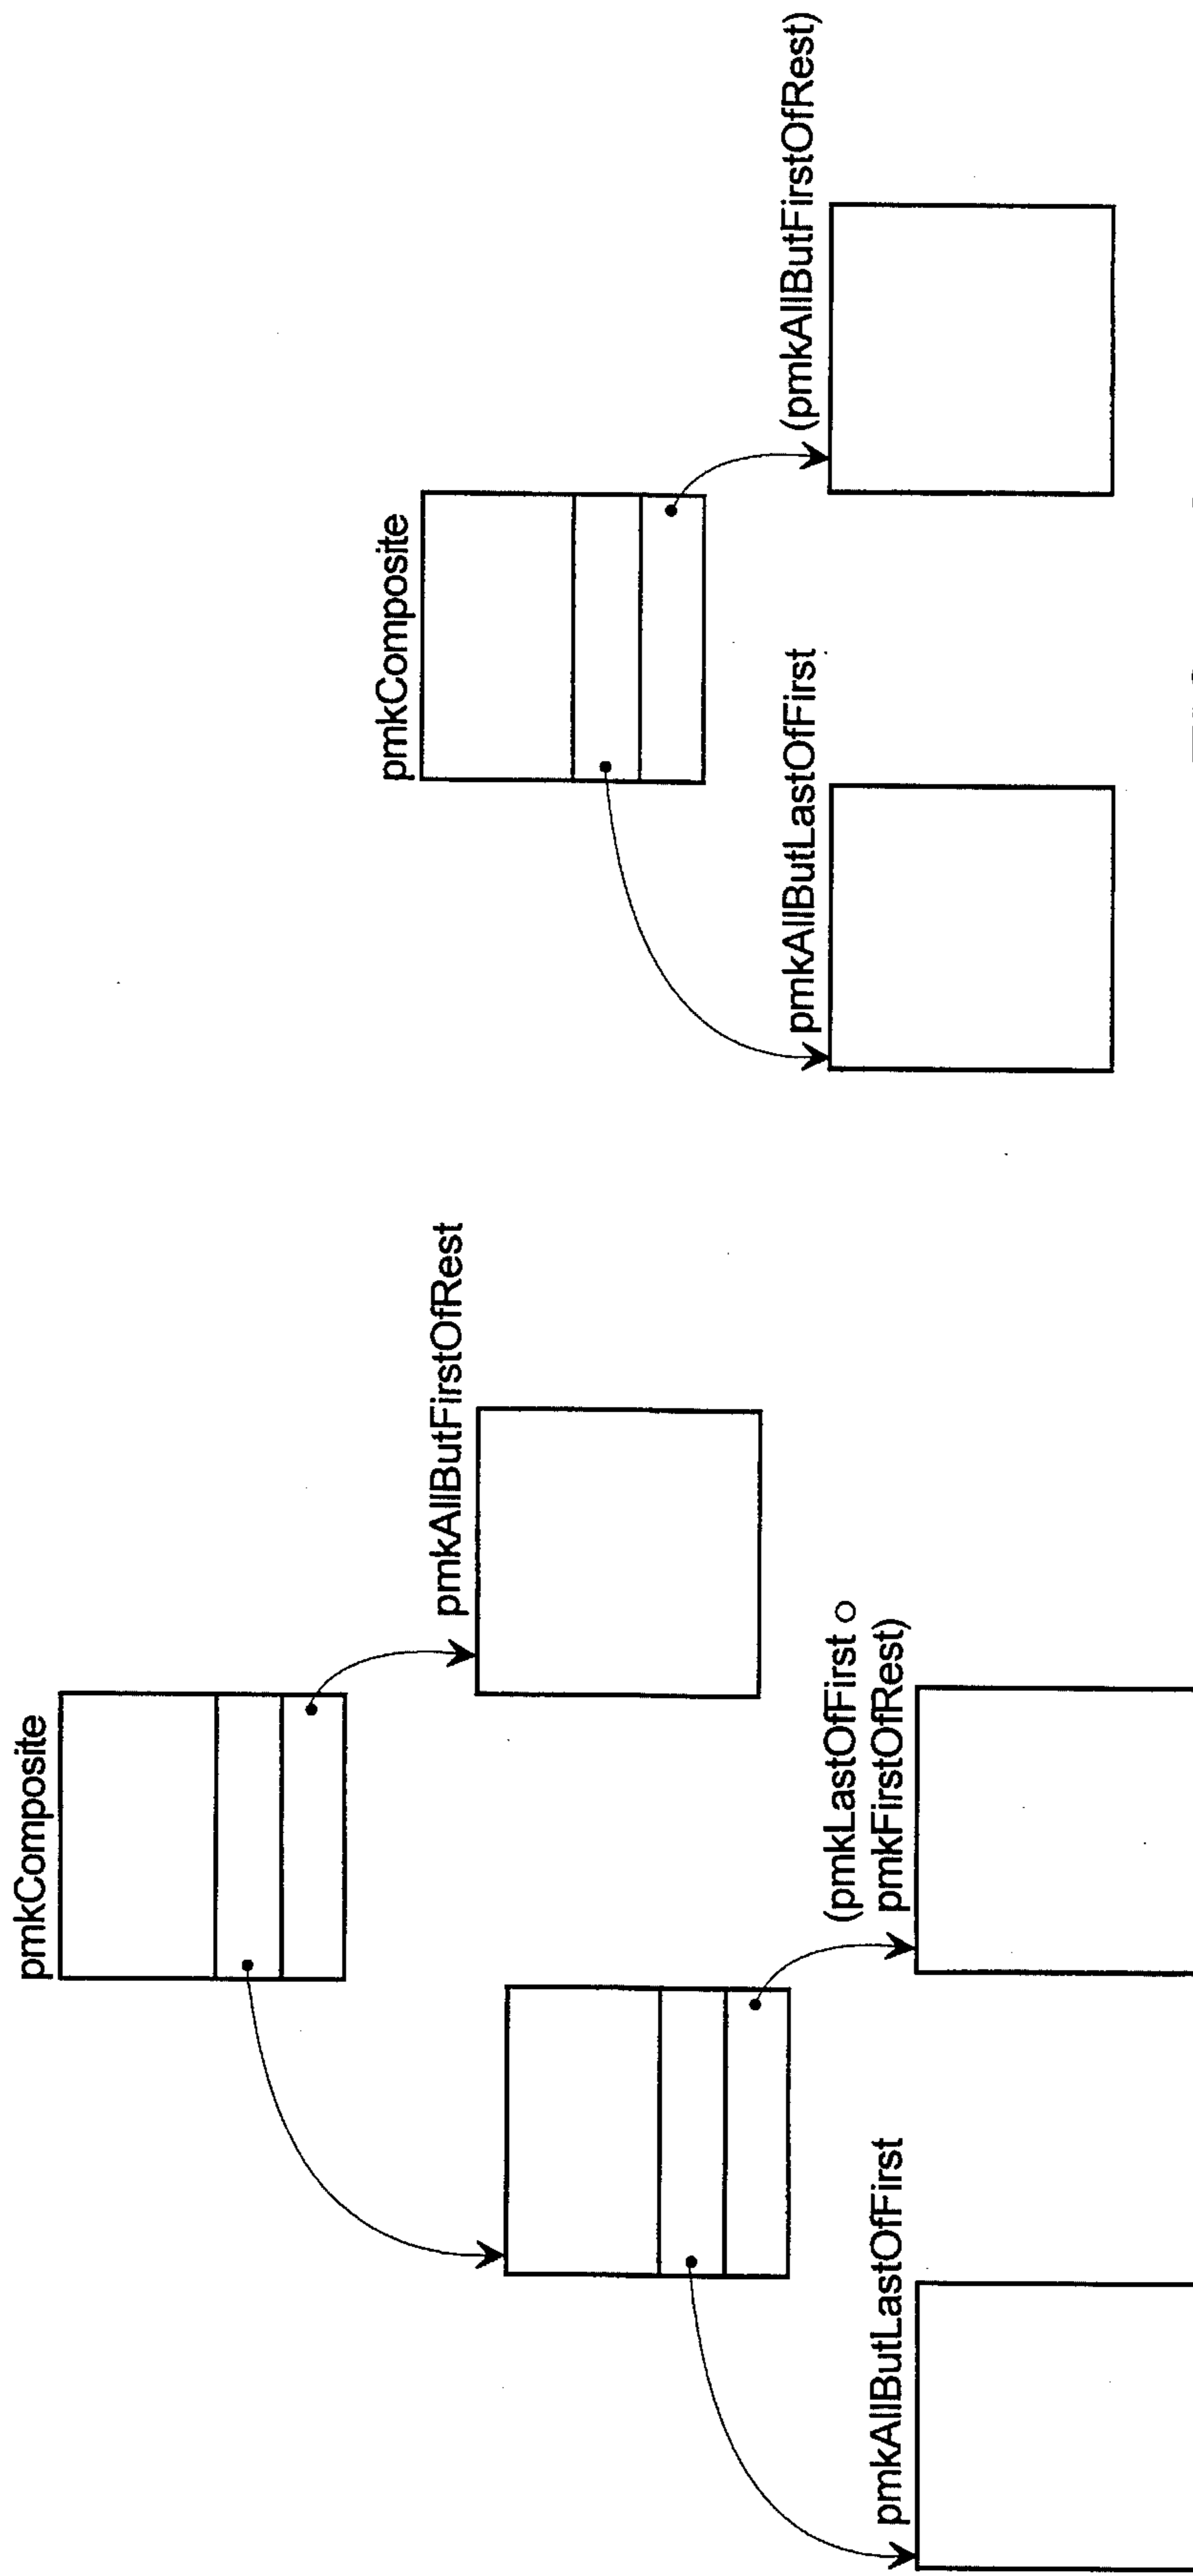 pmkComposite
pmkAllButFirstOfRest
(pmkLastOfFirst o
pmkFirstOfRest)
pmkAllButLastOfFirst
pmkComposite
(pmkAllButFirstOfRest)
pmkAllButLastOfFirst